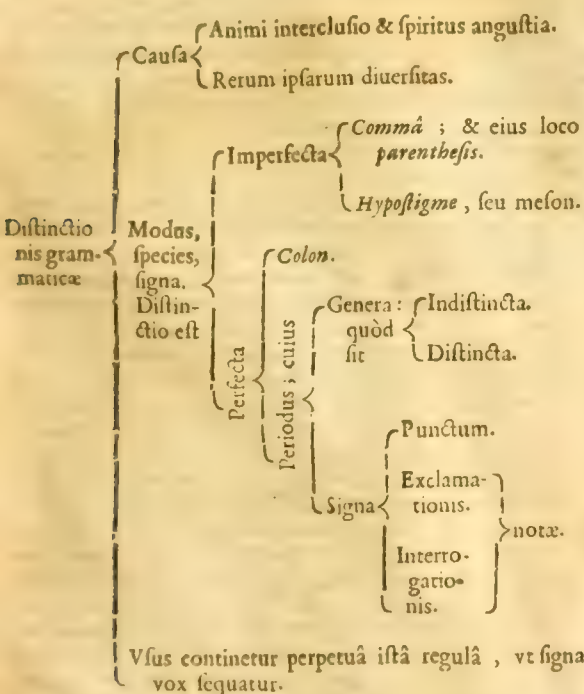 Animi interclusio & spiritus angustia.
Causa
Rerum ipsarum diuersitas.
Commâ ; & eius loco
parenthesis.
Imperfecta
Hypostigme , seu meson.
Distinctio
nis gram-
maticæ
Modus,
species,
signa.
Distin-
ctio est
Colon.
Perfecta
Periodus ; cuius
Genera :
quòd
sit
Indistincta.
Distincta.
Signa
Punctum.
Exclama-
tionis.
Interro-
gatio-
nis.
notæ.
Vsus continetur perpetuâ istâ regulâ , vt signa
vox sequatur.